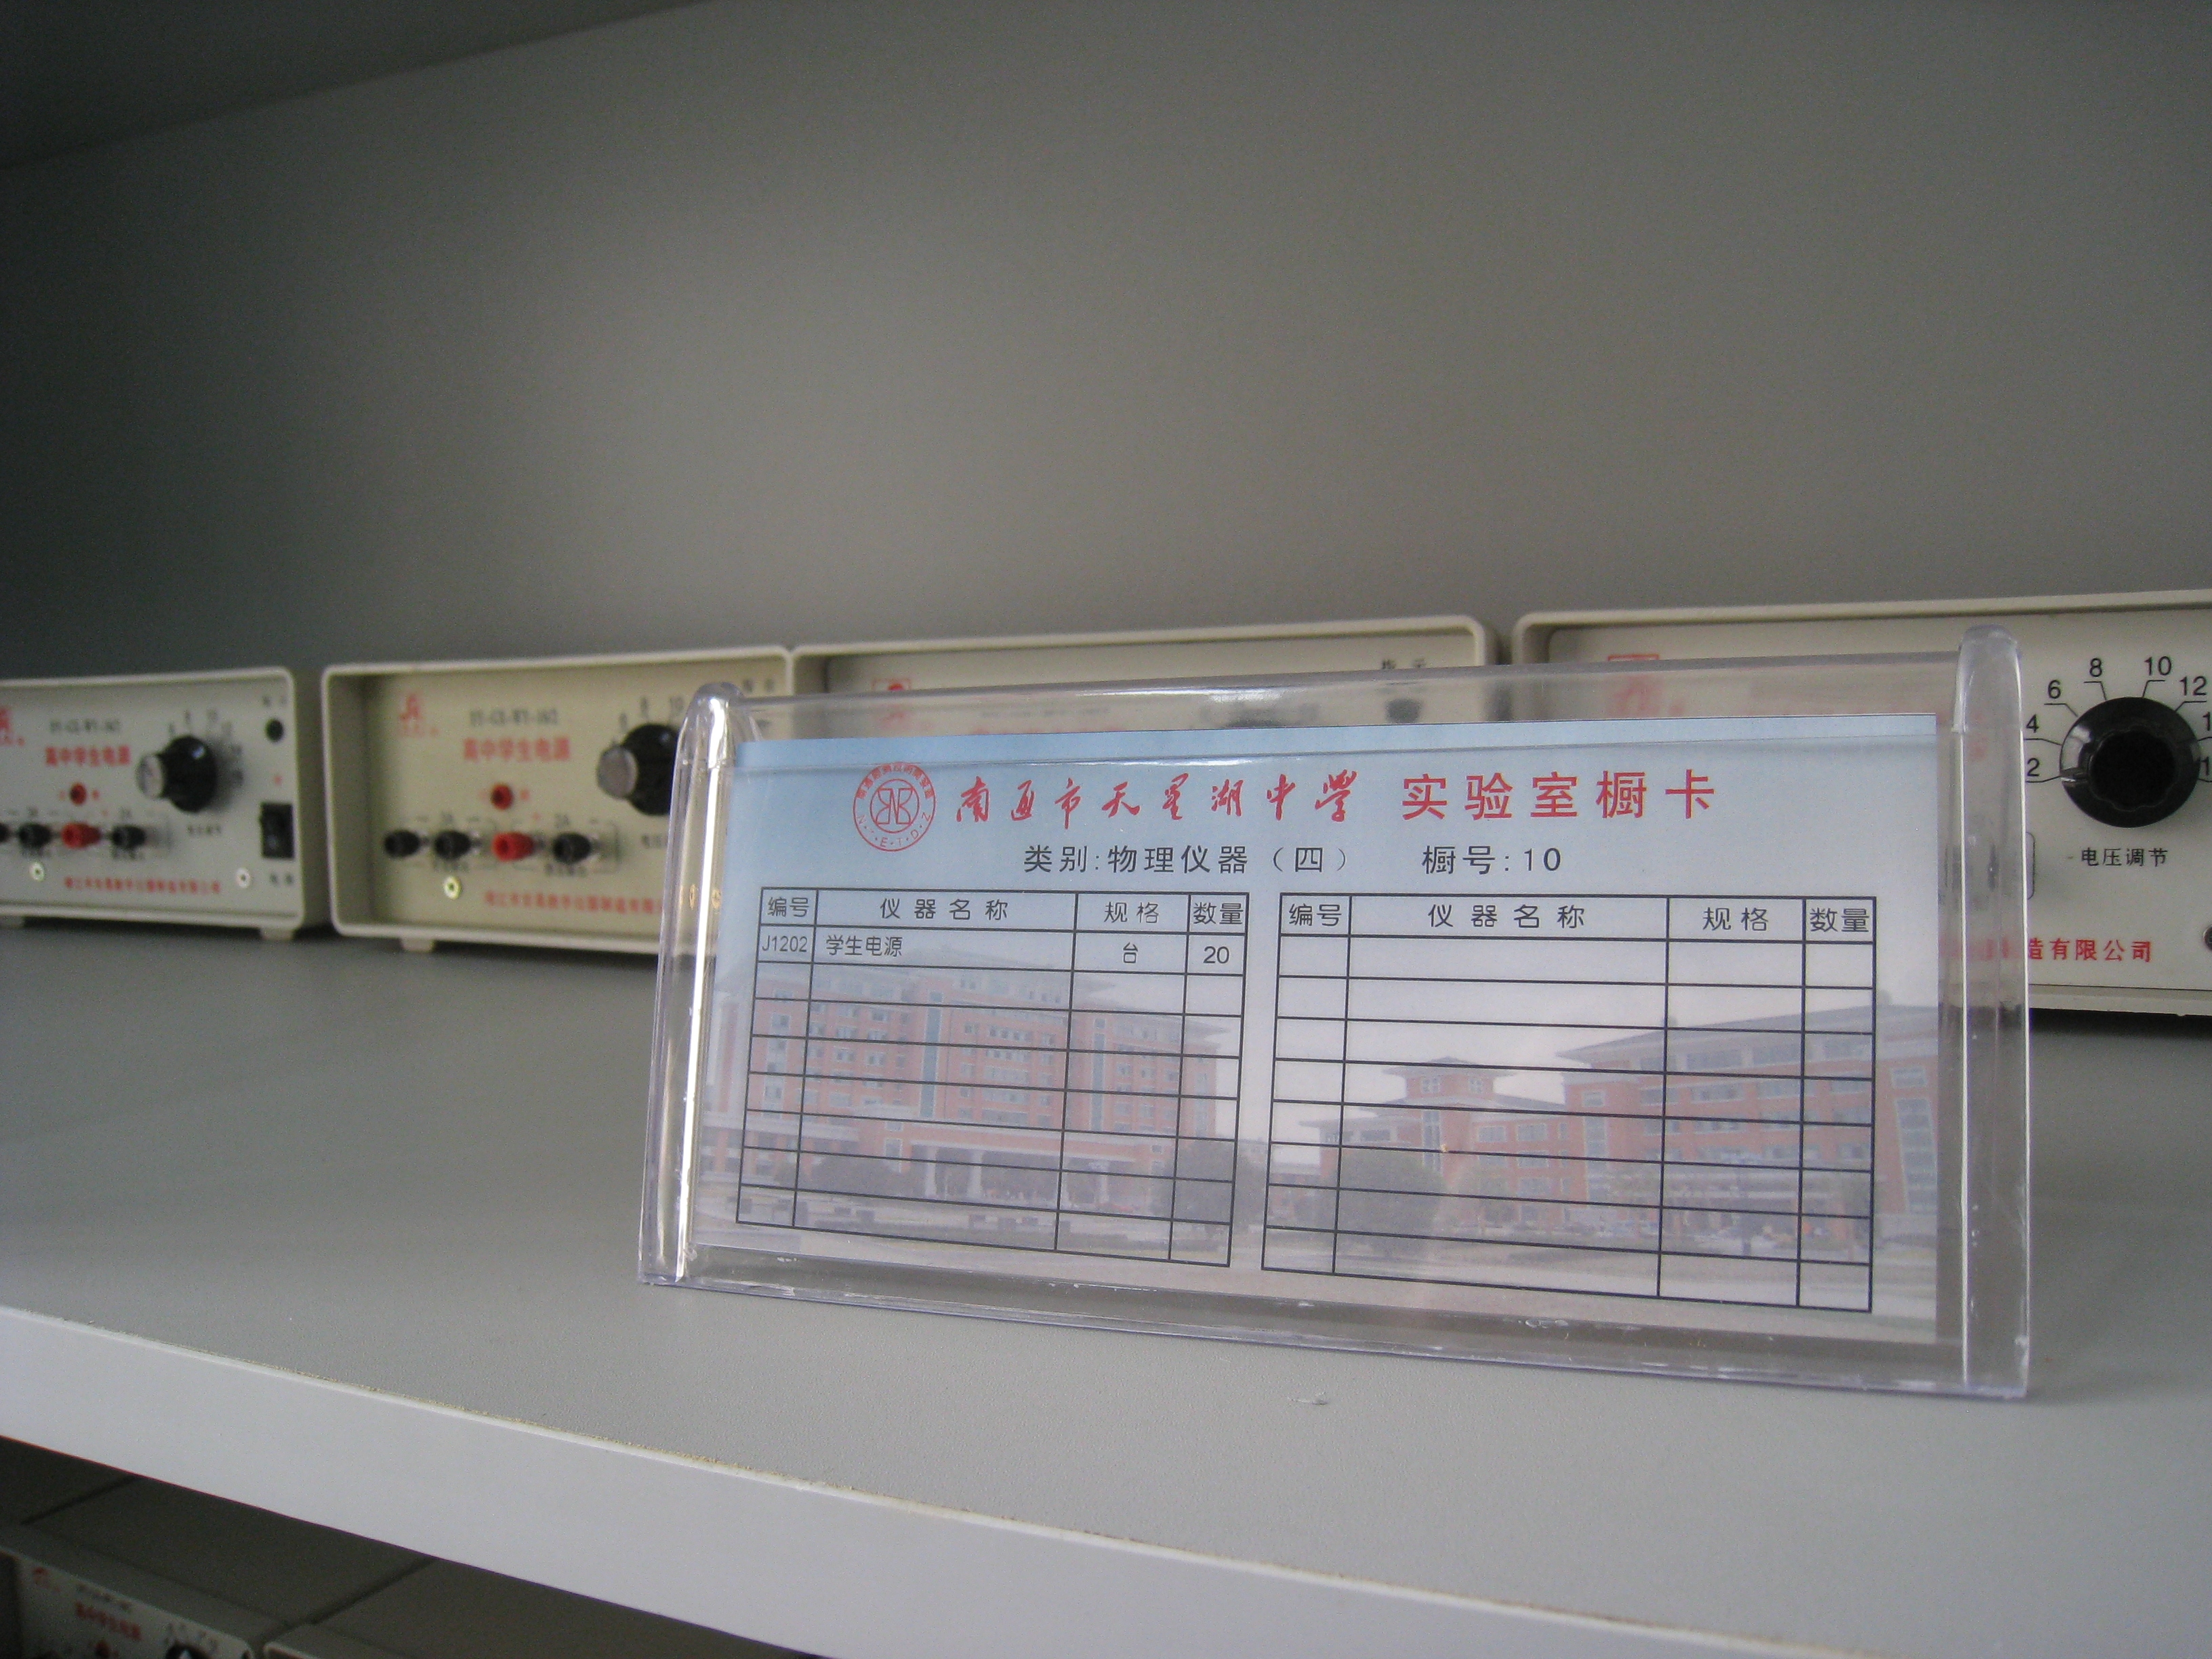 南通市天星湖中学 实验室橱卡
类别:物理仪器（四） 橱号:10
编号 仪器名称 规格 数量 编号 仪器名称 规格 数量
J1202 学生电源 台 20
高中学生电源
高中学生电源
指示
2 4 6 8 10 12
电压调节
造有限公司